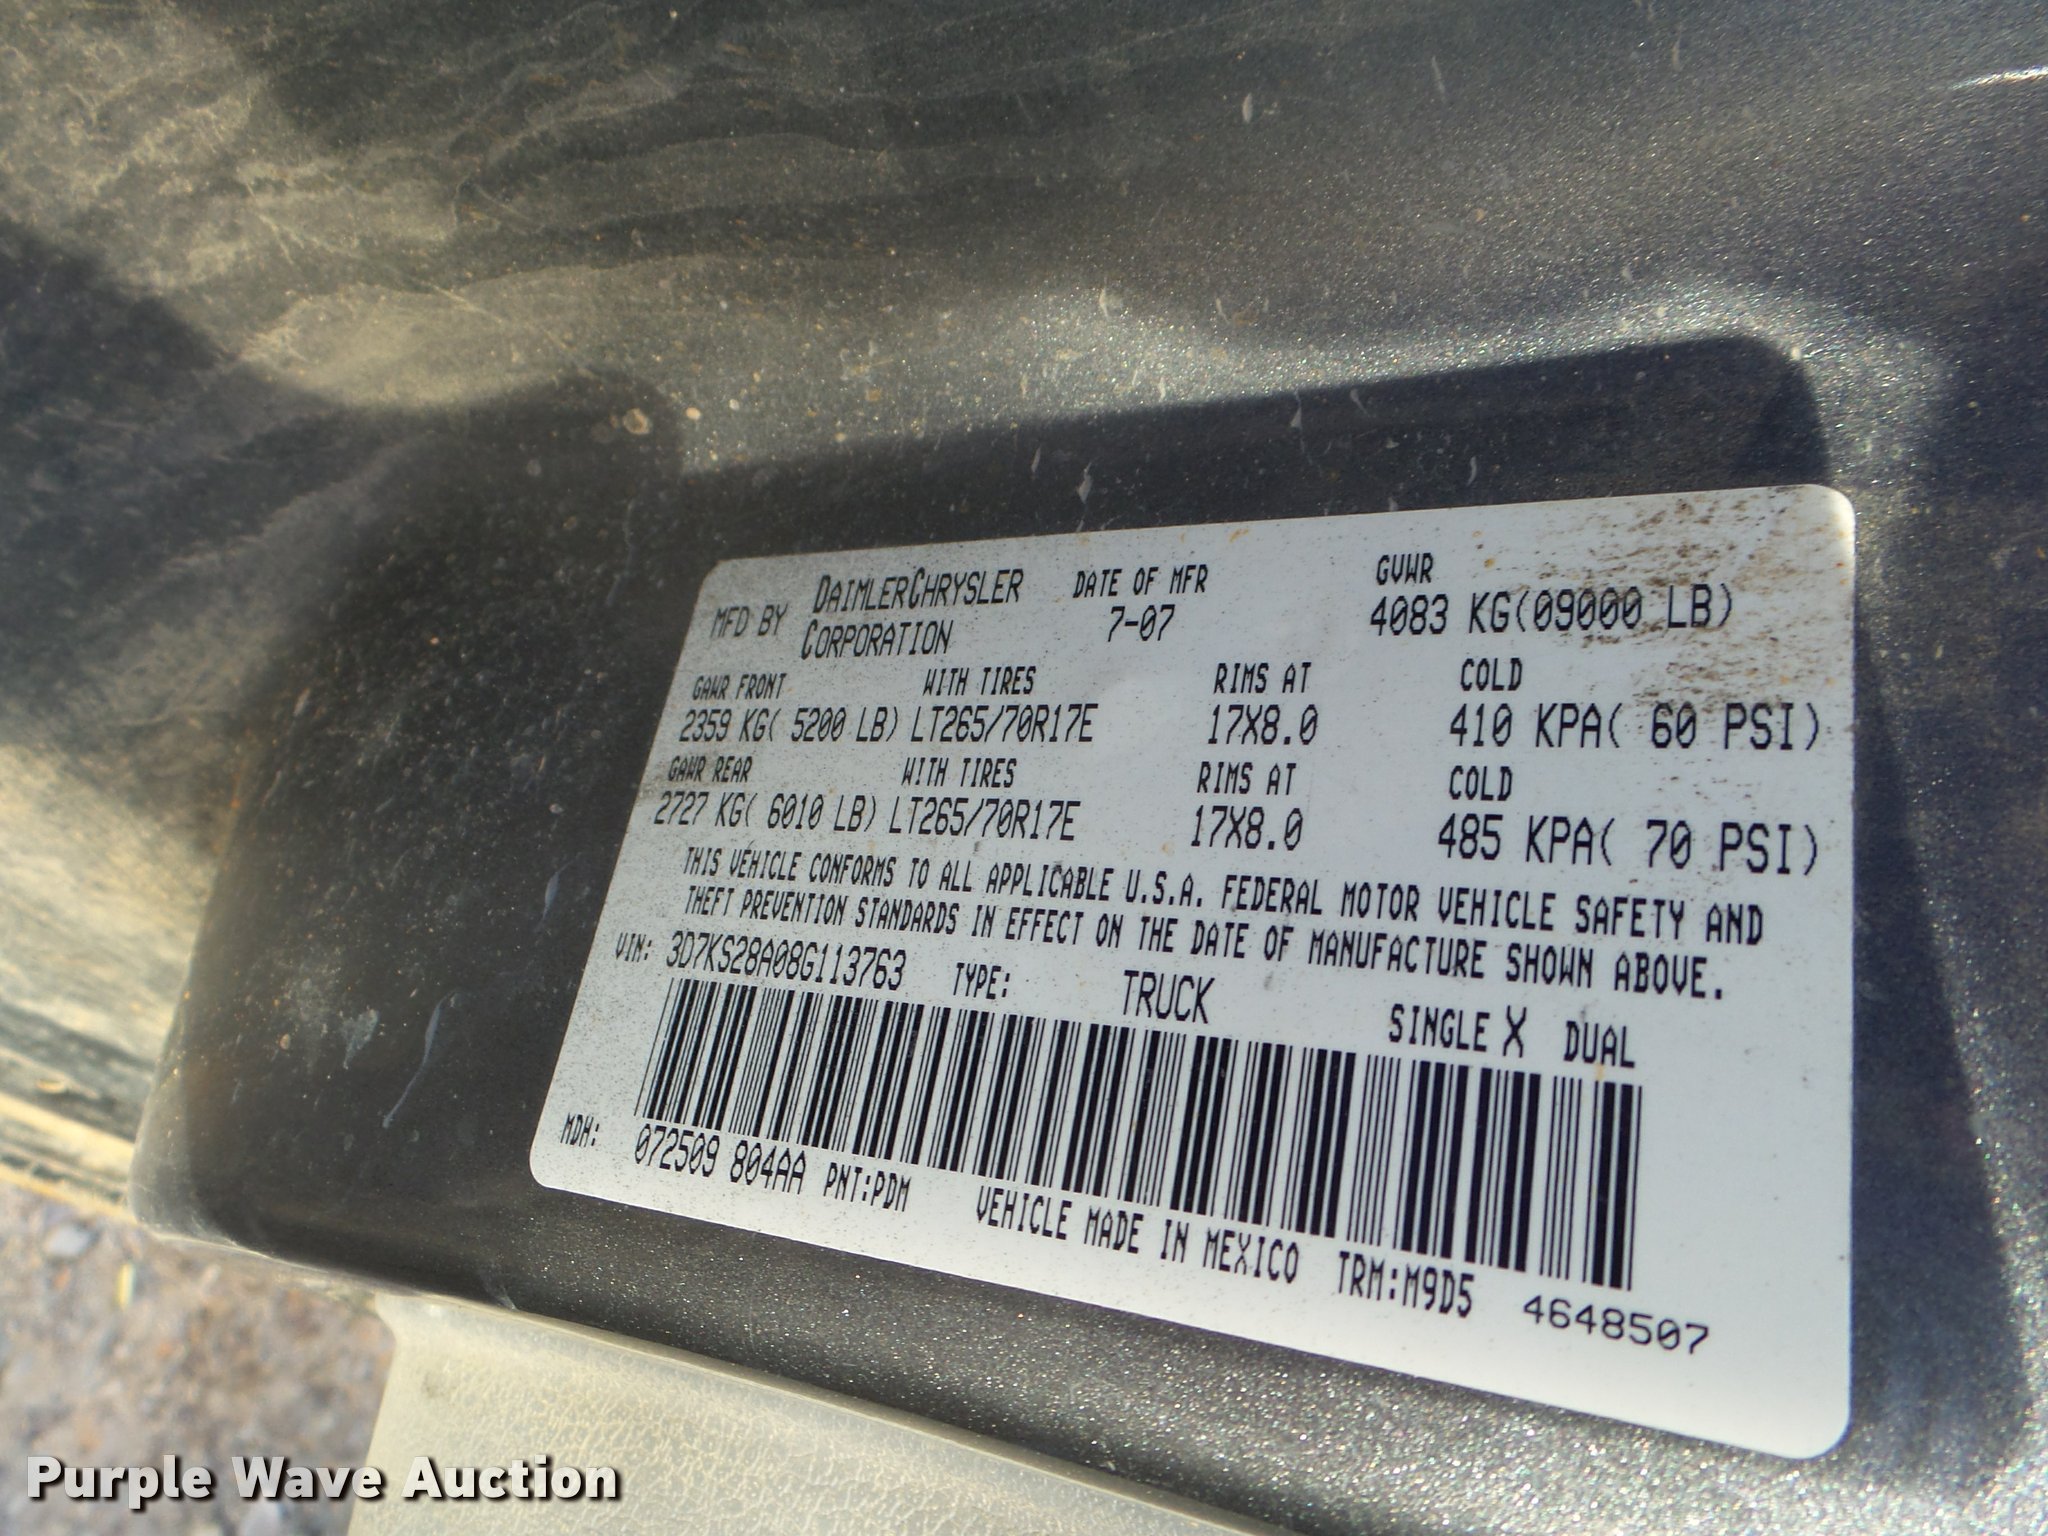 MFD BY DAIMLERCHRYSLER CORPORATION DATE OF MFR 7-07 GVWR 4083 KG(09000 LB)
GAWR FRONT WITH TIRES RIMS AT COLD
2359 KG( 5200 LB) LT265/70R17E 17X8.0 410 KPA( 60 PSI)
GAWR REAR WITH TIRES RIMS AT COLD
2727 KG( 6010 LB) LT265/70R17E 17X8.0 485 KPA( 70 PSI)
THIS VEHICLE CONFORMS TO ALL APPLICABLE U.S.A. FEDERAL MOTOR VEHICLE SAFETY AND
THEFT PREVENTION STANDARDS IN EFFECT ON THE DATE OF MANUFACTURE SHOWN ABOVE.
VIN: 3D7KS28A08G113763 TYPE: TRUCK SINGLE X DUAL
MDH: 072509 804AA PNT:PDM VEHICLE MADE IN MEXICO TRM:M9D5 4648507
Purple Wave Auction